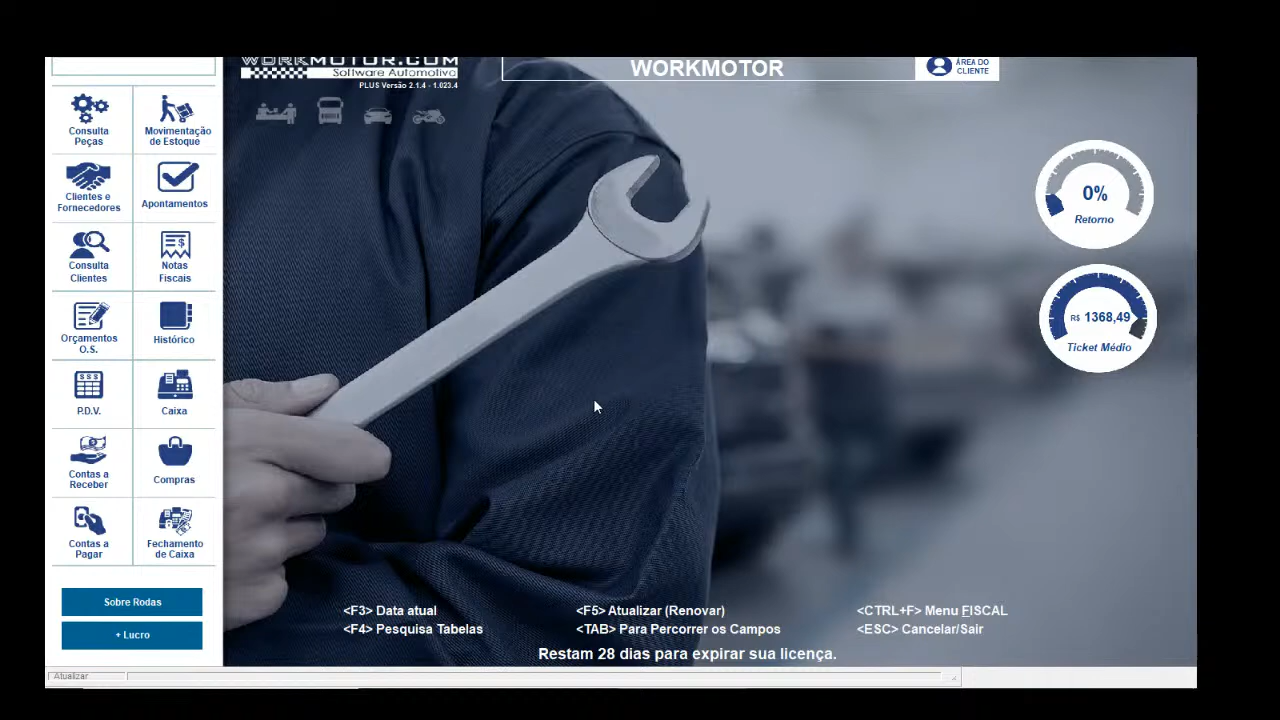 WORKMOTOR.COM
Software Automotivo
PLUS Versão 2.1.4 - 1.023.4
WORKMOTOR
ÁREA DO
CLIENTE
Consulta
Peças
Movimentação
de Estoque
Clientes e
Fornecedores
Apontamentos
Consulta
Clientes
Notas
Fiscais
Orçamentos
O.S.
Histórico
P.D.V.
Caixa
Contas a
Receber
Compras
Contas a
Pagar
Fechamento
de Caixa
Sobre Rodas
+ Lucro
0%
Retorno
R$ 1368,49
Ticket Médio
<F3> Data atual
<F5> Atualizar (Renovar)
<CTRL+F> Menu FISCAL
<F4> Pesquisa Tabelas
<TAB> Para Percorrer os Campos
<ESC> Cancelar/Sair
Restam 28 dias para expirar sua licença.
Atualizar